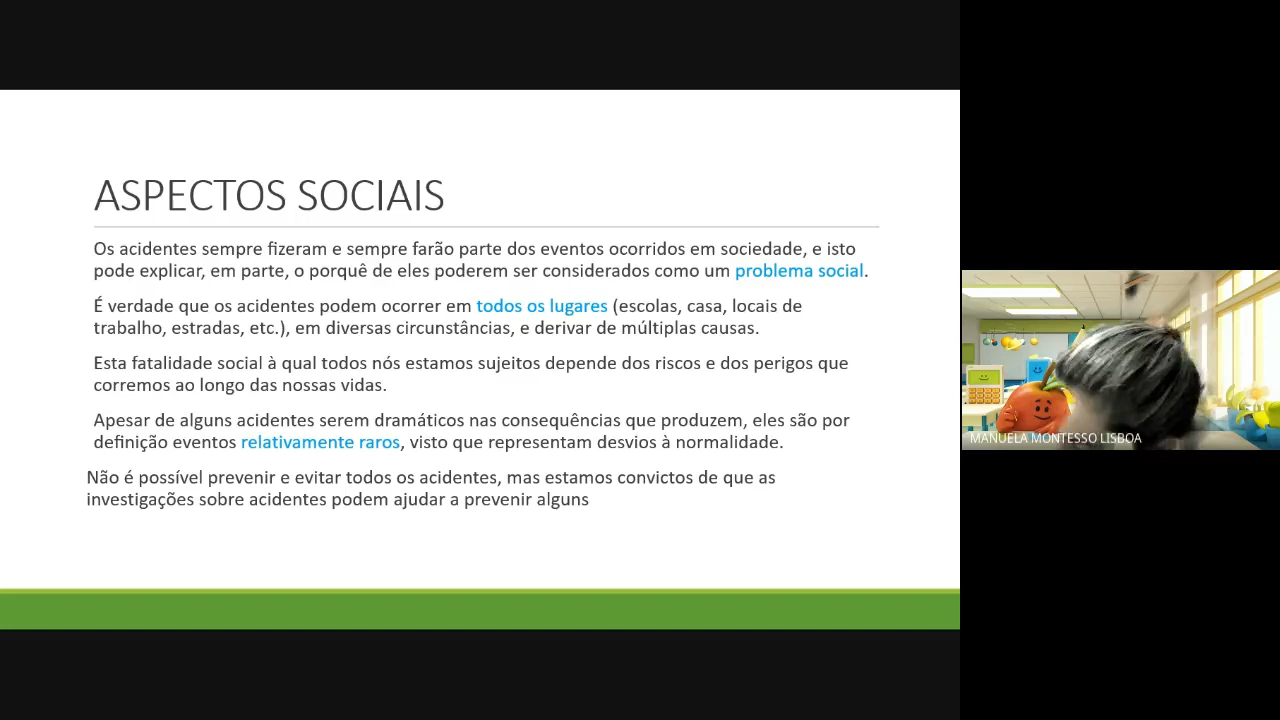 ASPECTOS SOCIAIS
Os acidentes sempre fizeram e sempre farão parte dos eventos ocorridos em sociedade, e isto
pode explicar, em parte, o porquê de eles poderem ser considerados como um problema social.
É verdade que os acidentes podem ocorrer em todos os lugares (escolas, casa, locais de
trabalho, estradas, etc.), em diversas circunstâncias, e derivar de múltiplas causas.
Esta fatalidade social à qual todos nós estamos sujeitos depende dos riscos e dos perigos que
corremos ao longo das nossas vidas.
Apesar de alguns acidentes serem dramáticos nas consequências que produzem, eles são por
definição eventos relativamente raros, visto que representam desvios à normalidade.
Não é possível prevenir e evitar todos os acidentes, mas estamos convictos de que as
investigações sobre acidentes podem ajudar a prevenir alguns
MANUELA MONTESSO LISBOA